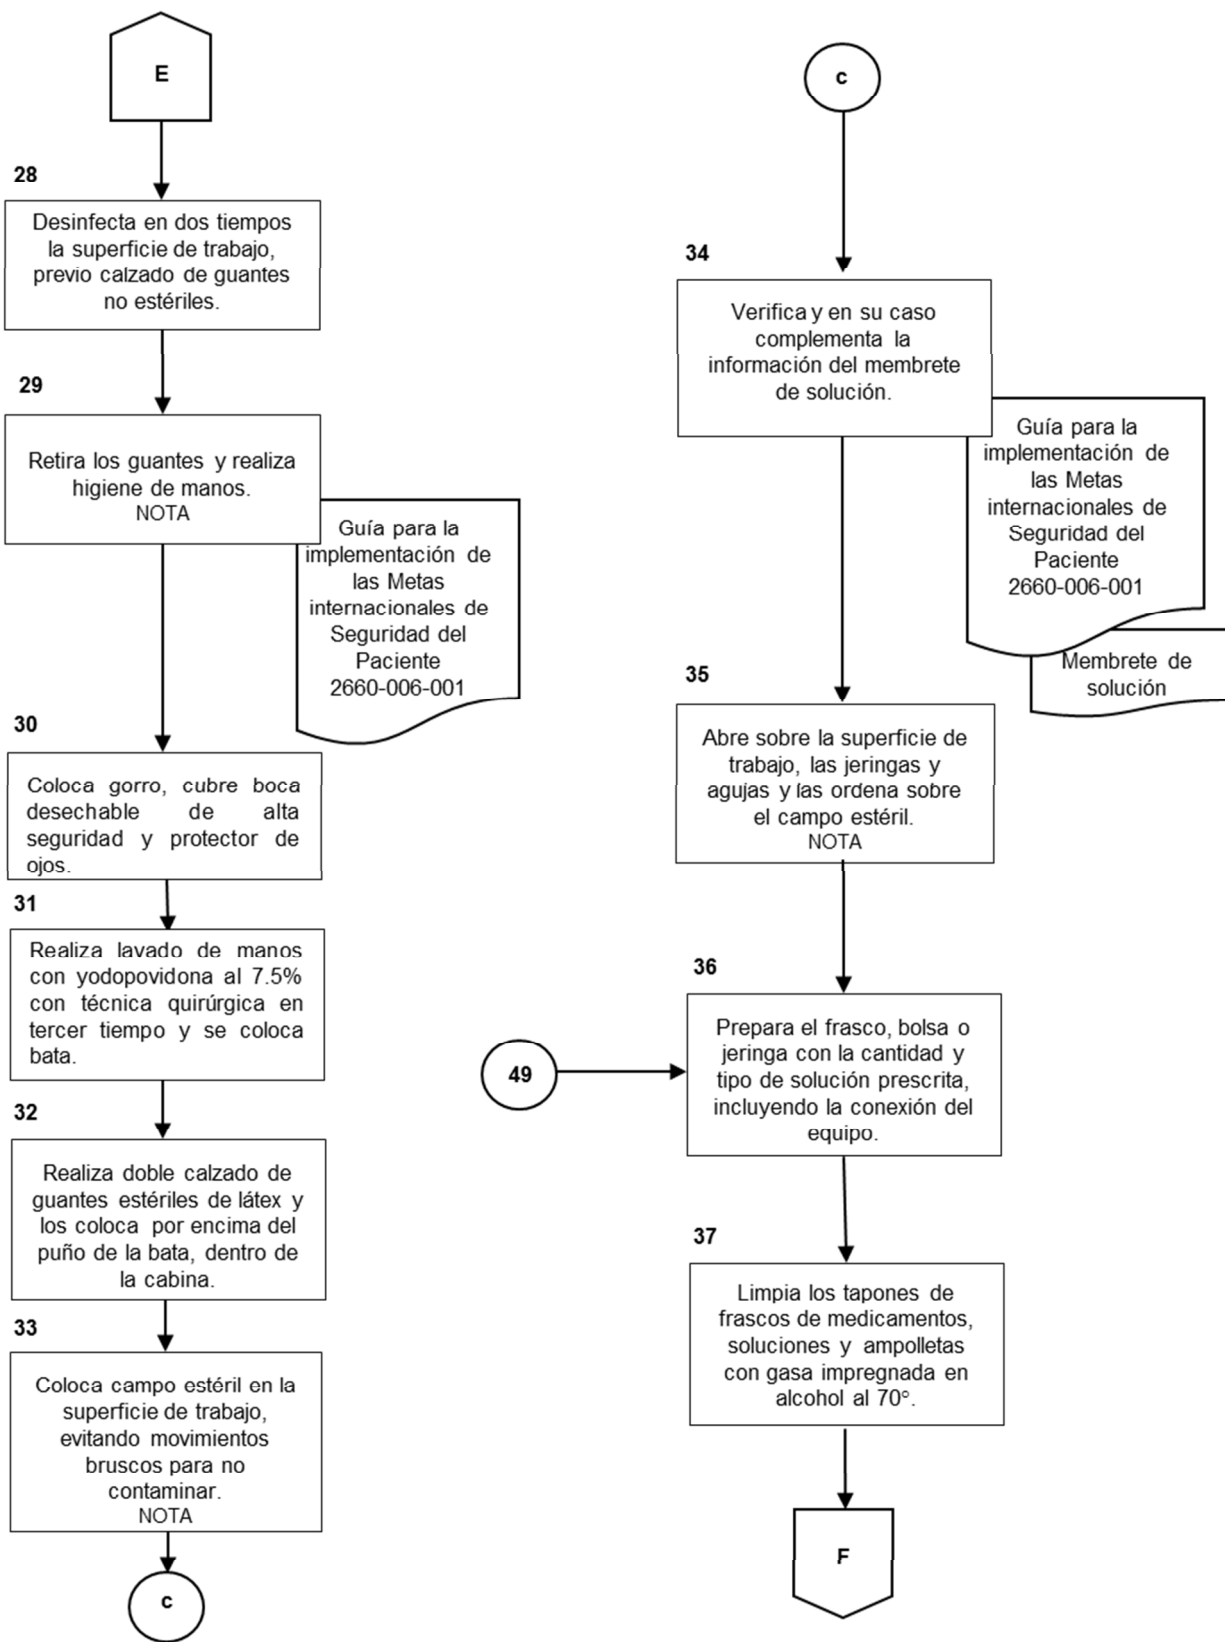 E
28
Desinfecta en dos tiempos
la superficie de trabajo,
previo calzado de guantes
no estériles.
29
Retira los guantes y realiza
higiene de manos.
NOTA
Guía para la
implementación de
las Metas
internacionales de
Seguridad del
Paciente
2660-006-001
30
Coloca gorro, cubre boca
desechable de alta
seguridad y protector de
ojos.
31
Realiza lavado de manos
con yodopovidona al 7.5%
con técnica quirúrgica en
tercer tiempo y se coloca
bata.
32
Realiza doble calzado de
guantes estériles de látex y
los coloca por encima del
puño de la bata, dentro de
la cabina.
33
Coloca campo estéril en la
superficie de trabajo,
evitando movimientos
bruscos para no
contaminar.
NOTA
c
c
34
Verifica y en su caso
complementa la
información del membrete
de solución.
Guía para la
implementación de
las Metas
internacionales de
Seguridad del
Paciente
2660-006-001
Membrete de
solución
35
Abre sobre la superficie de
trabajo, las jeringas y
agujas y las ordena sobre
el campo estéril.
NOTA
36
49
Prepara el frasco, bolsa o
jeringa con la cantidad y
tipo de solución prescrita,
incluyendo la conexión del
equipo.
37
Limpia los tapones de
frascos de medicamentos,
soluciones y ampolletas
con gasa impregnada en
alcohol al 70°.
F